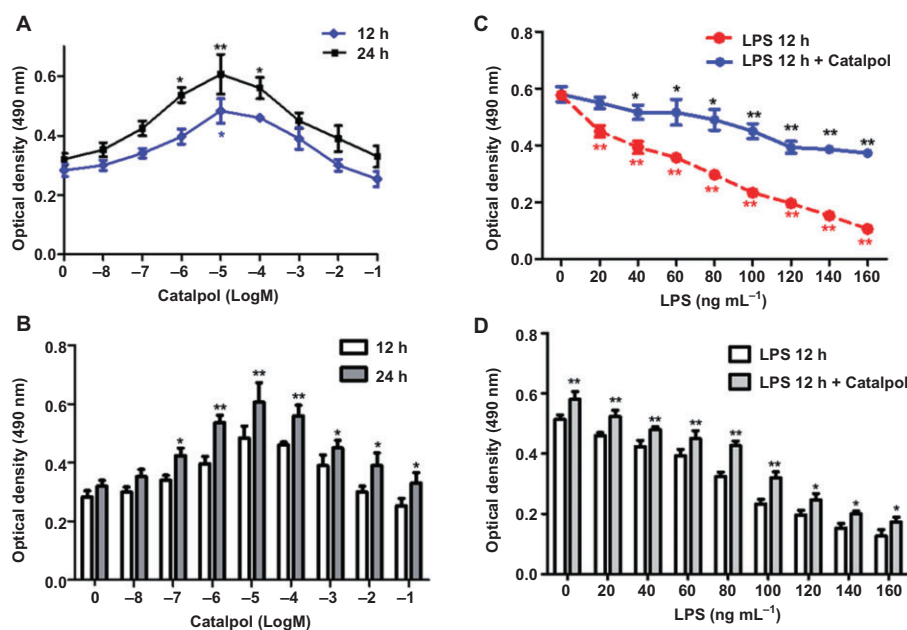 A
12 h
24 h
Optical density (490 nm)
0.6
0.4
0.2
0.0
** 
* *
*
0 –8 –7 –6 –5 –4 –3 –2 –1
Catalpol (LogM)
B
12 h
24 h
Optical density (490 nm)
0.8
0.6
0.4
0.2
0.0
* ** ** ** * * *
0 –8 –7 –6 –5 –4 –3 –2 –1
Catalpol (LogM)
C
LPS 12 h
LPS 12 h + Catalpol
Optical density (490 nm)
0.8
0.6
0.4
0.2
0.0
* * * ** ** ** **
** ** ** ** ** ** ** **
0 20 40 60 80 100 120 140 160
LPS (ng mL⁻¹)
D
LPS 12 h
LPS 12 h + Catalpol
Optical density (490 nm)
0.8
0.6
0.4
0.2
0.0
** ** ** ** ** ** * * *
0 20 40 60 80 100 120 140 160
LPS (ng mL⁻¹)